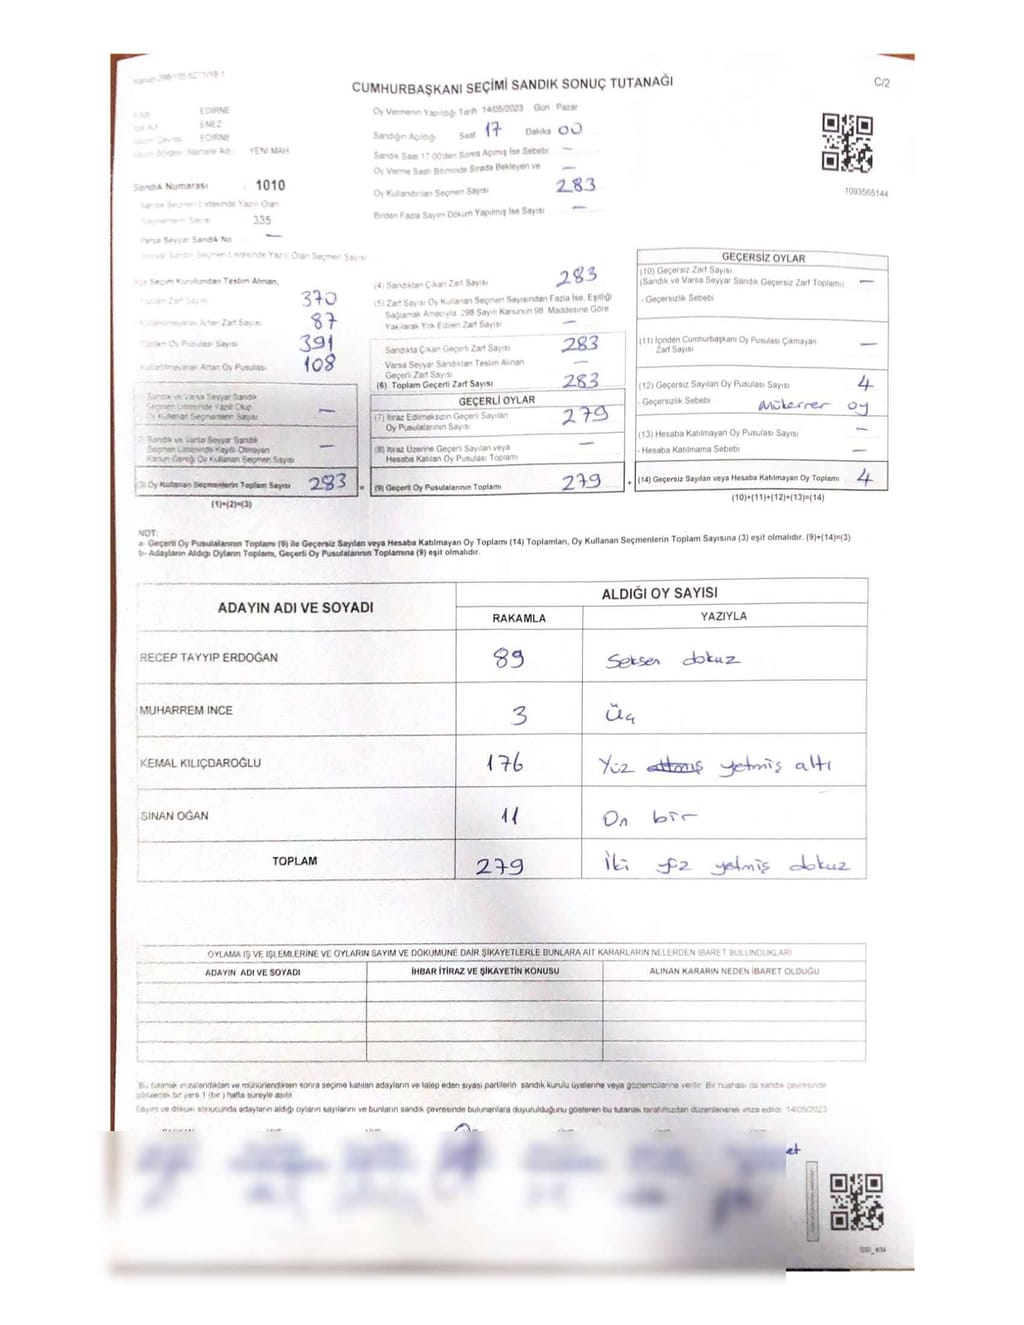 CUMHURBAŞKANI SEÇİMİ SANDIK SONUÇ TUTANAĞI
C/2
EDİRNE
ENEZ
EDİRNE
YENI MAH
Sandık Numarası : 1010
Sandık Seçmen Listesinde Yazılı Olan
Seçmenlerin Sayısı 335
Varsa Seyyar Sandık No —
Seyyar Sandık Seçmen Listesinde Yazılı Olan Seçmen Sayısı
Oy Vermenin Yapıldığı Tarih 14/05/2023 Gün Pazar
Sandığın Açıldığı Saat 17 Dakika 00
Sandık Saat 17.00'den Sonra Açılmış İse Sebebi —
Oy Verme Saati Bitiminde Sırada Bekleyen ve —
Oy Kullandırılan Seçmen Sayısı 283
Birden Fazla Sayım Döküm Yapılmış İse Sayısı —
1093565144
İlçe Seçim Kurulundan Teslim Alınan,
Toplam Zarf Sayısı 370
Kullanılmayarak Artan Zarf Sayısı 87
Toplam Oy Pusulası Sayısı 391
Kullanılmayarak Artan Oy Pusulası 108
Sandık ve Varsa Seyyar Sandık
Seçmen Listesinde Yazılı Olup
Oy Kullanan Seçmenlerin Sayısı —
Sandık ve Varsa Seyyar Sandık
Seçmen Listesinde Kaydı Olmayan
Kanun Gereği Oy Kullanan Seçmen Sayısı —
(3) Oy Kullanan Seçmenlerin Toplam Sayısı 283 =
(1)+(2)=(3)
(4) Sandıktan Çıkan Zarf Sayısı 283
(5) Zarf Sayısı Oy Kullanan Seçmen Sayısından Fazla İse, Eşitliği
Sağlamak Amacıyla, 298 Sayılı Kanunun 98. Maddesine Göre
Yakılarak Yok Edilen Zarf Sayısı —
Sandıkta Çıkan Geçerli Zarf Sayısı 283
Varsa Seyyar Sandıktan Teslim Alınan
Geçerli Zarf Sayısı —
(6) Toplam Geçerli Zarf Sayısı 283
GEÇERLİ OYLAR
(7) İtiraz Edilmeksizin Geçerli Sayılan
Oy Pusulalarının Sayısı 279
(8) İtiraz Üzerine Geçerli Sayılan veya
Hesaba Katılan Oy Pusulası Toplamı —
(9) Geçerli Oy Pusulalarının Toplamı 279 +
GEÇERSİZ OYLAR
(10) Geçersiz Zarf Sayısı
(Sandık ve Varsa Seyyar Sandık Geçersiz Zarf Toplamı) —
- Geçersizlik Sebebi
(11) İçinden Cumhurbaşkanı Oy Pusulası Çıkmayan
Zarf Sayısı —
(12) Geçersiz Sayılan Oy Pusulası Sayısı 4
- Geçersizlik Sebebi Mükerrer oy
(13) Hesaba Katılmayan Oy Pusulası Sayısı —
- Hesaba Katılmama Sebebi —
(14) Geçersiz Sayılan veya Hesaba Katılmayan Oy Toplamı 4
(10)+(11)+(12)+(13)=(14)
NOT:
a- Geçerli Oy Pusulalarının Toplamı (9) ile Geçersiz Sayılan veya Hesaba Katılmayan Oy Toplamı (14) Toplamları, Oy Kullanan Seçmenlerin Toplam Sayısına (3) eşit olmalıdır. (9)+(14)=(3)
b- Adayların Aldığı Oyların Toplamı, Geçerli Oy Pusulalarının Toplamına (9) eşit olmalıdır.
ADAYIN ADI VE SOYADI ALDIĞI OY SAYISI
RAKAMLA YAZIYLA
RECEP TAYYIP ERDOĞAN 89 Seksen dokuz
MUHARREM İNCE 3 Üç
KEMAL KILIÇDAROĞLU 176 Yüz altmış yetmiş altı
SİNAN OĞAN 11 On bir
TOPLAM 279 İki yüz yetmiş dokuz
OYLAMA İŞ VE İŞLEMLERİNE VE OYLARIN SAYIM VE DÖKÜMÜNE DAİR ŞİKAYETLERLE BUNLARA AİT KARARLARIN NELERDEN İBARET BULUNDUKLARI
ADAYIN ADI VE SOYADI İHBAR İTİRAZ VE ŞİKAYETİN KONUSU ALINAN KARARIN NEDEN İBARET OLDUĞU
Bu tutanak imzalandıktan ve mühürlendikten sonra seçime katılan adayların ve talep eden siyasi partilerin sandık kurulu üyelerine veya gözlemcilerine verilir. Bir nüshası da sandık çevresinde
görülecek bir yere 1 (bir) hafta süreyle asılır.
Sayım ve döküm sonucunda adayların aldığı oyların sayılarını ve bunların sandık çevresinde bulunanlara duyurulduğunu gösteren bu tutanak tarafımızdan düzenlenerek imza edildi. 14/05/2023
et